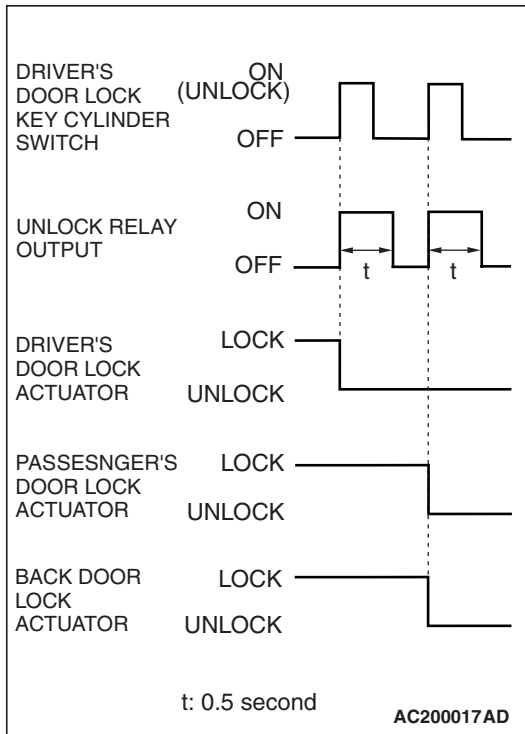 DRIVER'S
DOOR LOCK
KEY CYLINDER
SWITCH
ON
(UNLOCK)
OFF
UNLOCK RELAY
OUTPUT
ON
OFF
t
t
DRIVER'S
DOOR LOCK
ACTUATOR
LOCK
UNLOCK
PASSESNGER'S
DOOR LOCK
ACTUATOR
LOCK
UNLOCK
BACK DOOR
LOCK
ACTUATOR
LOCK
UNLOCK
t: 0.5 second
AC200017AD